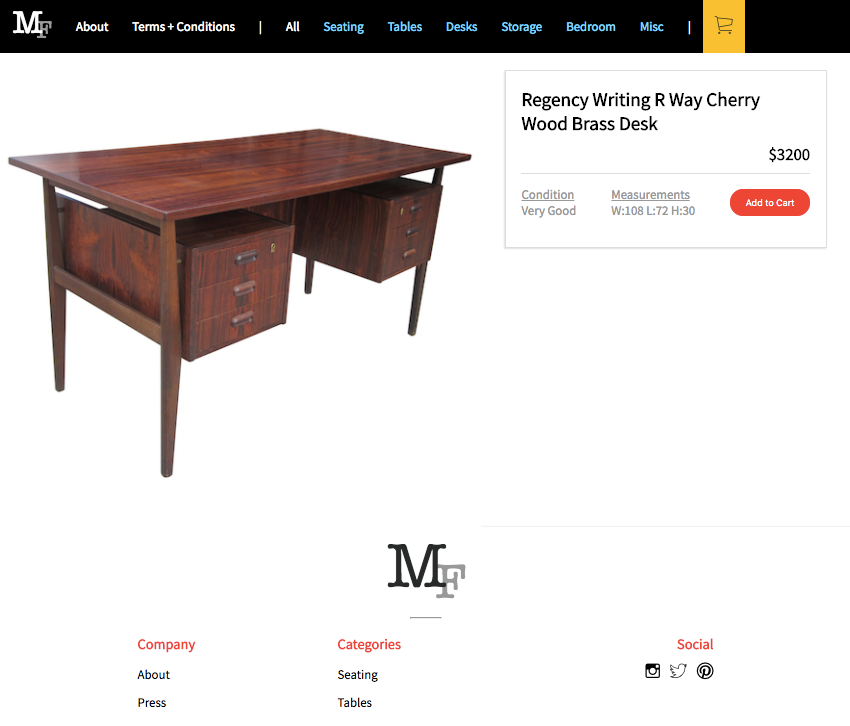 MF About Terms + Conditions | All Seating Tables Desks Storage Bedroom Misc |
Regency Writing R Way Cherry
Wood Brass Desk
$3200
Condition Measurements
Very Good W:108 L:72 H:30
Add to Cart
MF
Company Categories Social
About Seating
Press Tables